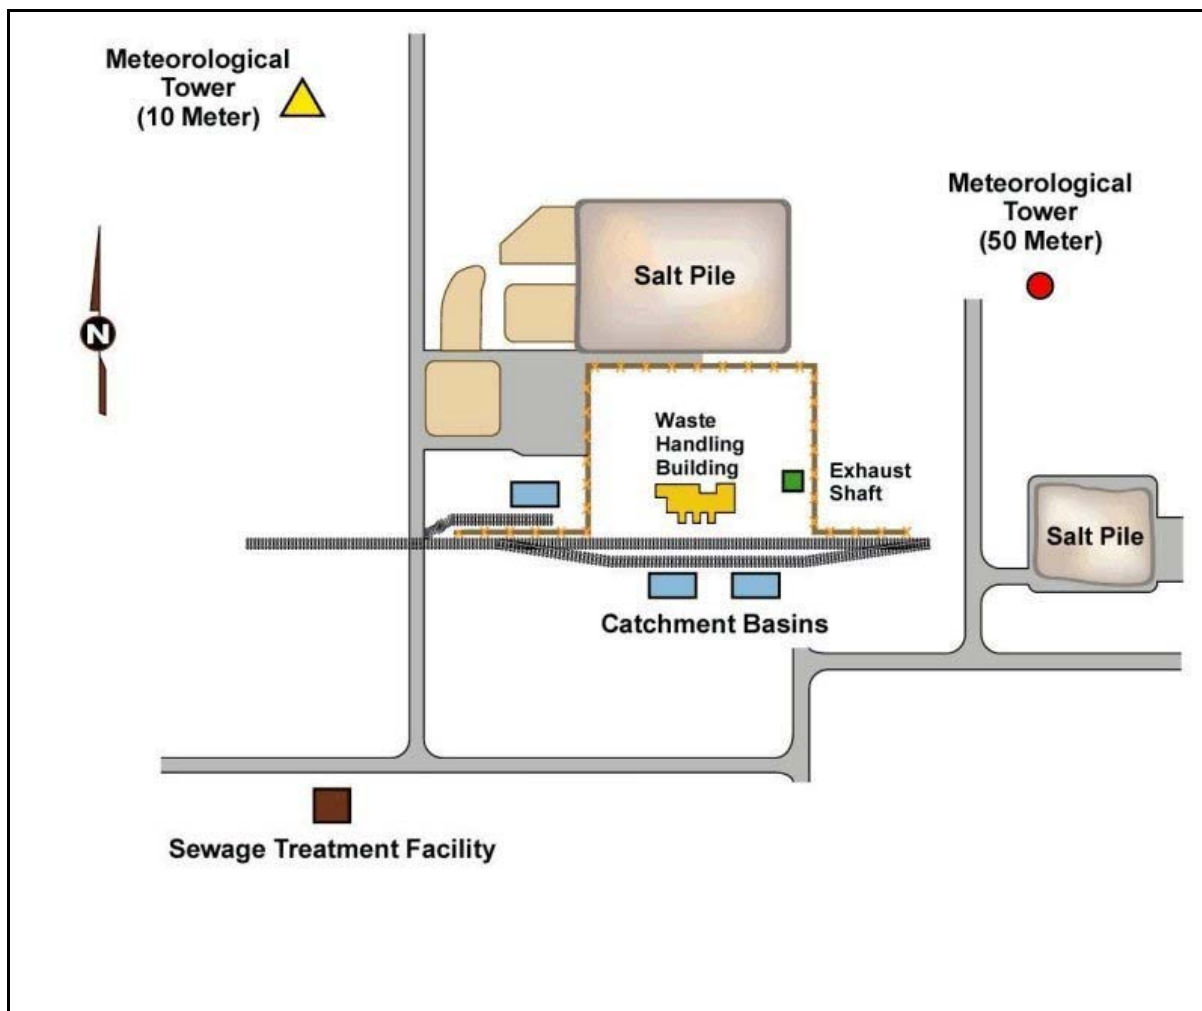 Meteorological
Tower
(10 Meter)
Meteorological
Tower
(50 Meter)
Salt Pile
N
Waste
Handling
Building
Exhaust
Shaft
Salt Pile
Catchment Basins
Sewage Treatment Facility